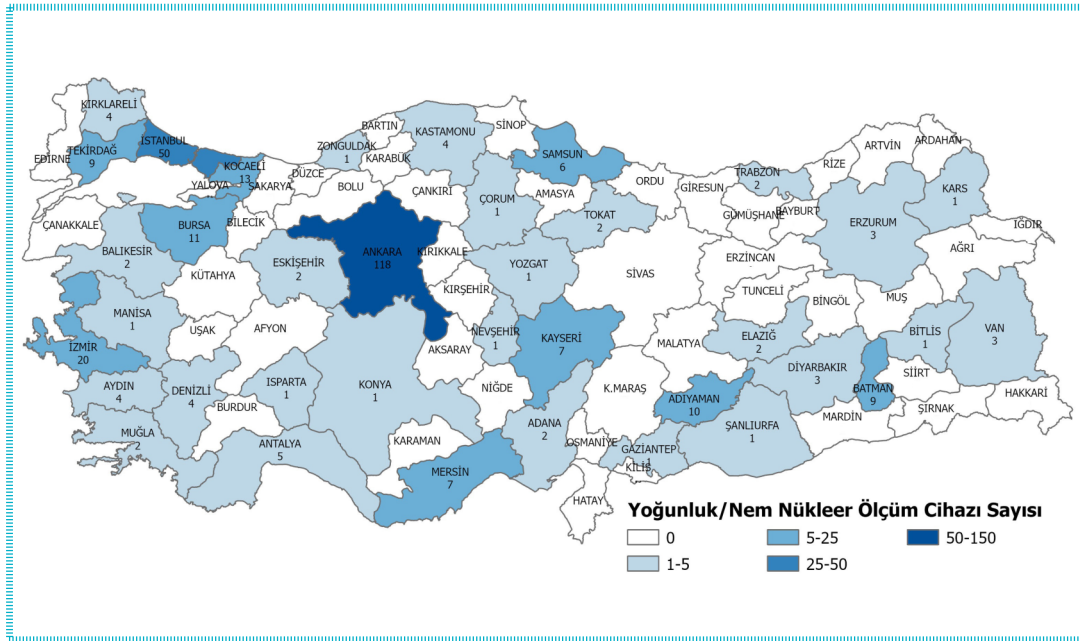 KIRKLARELİ
4
EDİRNE
TEKİRDAĞ
9
İSTANBUL
50
KOCAELİ
13
YALOVA
SAKARYA
DÜZCE
ZONGULDAK
1
BARTIN
KARABÜK
KASTAMONU
4
SİNOP
SAMSUN
6
BOLU
ÇANKIRI
ÇORUM
1
AMASYA
ORDU
TOKAT
2
GİRESUN
TRABZON
2
GÜMÜŞHANE
BAYBURT
RİZE
ARTVİN
ARDAHAN
KARS
1
IĞDIR
ERZURUM
3
AĞRI
ÇANAKKALE
BALIKESİR
2
BURSA
11
BİLECİK
KÜTAHYA
ESKİŞEHİR
2
ANKARA
118
KIRIKKALE
YOZGAT
1
SİVAS
ERZİNCAN
TUNCELİ
BİNGÖL
MUŞ
BİTLİS
1
VAN
3
MANİSA
1
UŞAK
AFYON
KIRŞEHİR
NEVŞEHİR
1
AKSARAY
KAYSERİ
7
MALATYA
ELAZIĞ
2
DİYARBAKIR
3
BATMAN
9
SİİRT
ŞIRNAK
HAKKARİ
İZMİR
20
AYDIN
4
DENİZLİ
4
ISPARTA
1
BURDUR
KONYA
1
NİĞDE
K.MARAŞ
ADIYAMAN
10
MARDİN
ŞANLIURFA
1
MUĞLA
2
ANTALYA
5
KARAMAN
MERSİN
7
ADANA
2
OSMANİYE
GAZİANTEP
1
KİLİS
HATAY
Yoğunluk/Nem Nükleer Ölçüm Cihazı Sayısı
0
5-25
50-150
1-5
25-50